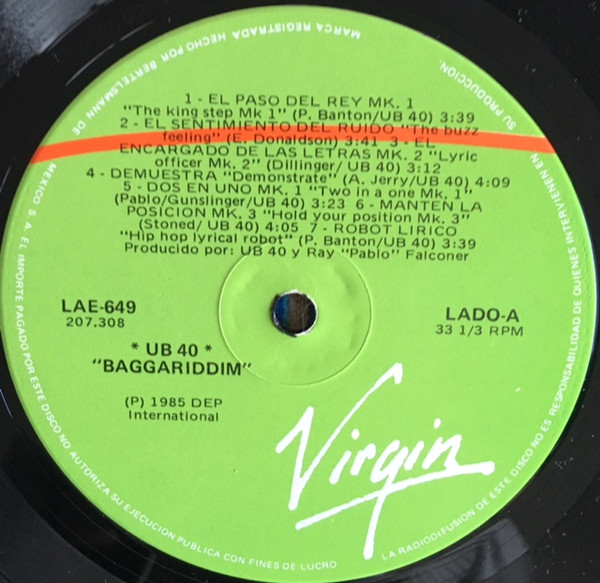 MARCA REGISTRADA HECHO POR BERTELSMANN DE MEXICO S.A. EL IMPORTE PAGADO POR ESTE DISCO NO AUTORIZA SU EJECUCION PUBLICA CON FINES DE LUCRO
LA RADIODIFUSION DE ESTE DISCO NO ES RESPONSABILIDAD DE QUIENES INTERVIENEN EN SU PRODUCCION.
1 - EL PASO DEL REY MK. 1
"The king step Mk 1" (P. Banton/UB 40) 3:39
2 - EL SENTIMIENTO DEL RUIDO "The buzz
feeling" (E. Donaldson) 3:41 3 - EL
ENCARGADO DE LAS LETRAS MK. 2 "Lyric
officer Mk. 2" (Dillinger/ UB 40) 3:12
4 - DEMUESTRA "Demonstrate" (A. Jerry/UB 40) 4:09
5 - DOS EN UNO MK. 1 "Two in a one Mk. 1"
(Pablo/Gunslinger/UB 40) 3:23 6 - MANTEN LA
POSICION MK. 3 "Hold your position Mk. 3"
(Stoned/ UB 40) 4:05 7 - ROBOT LIRICO
"Hip hop lyrical robot" (P. Banton/UB 40) 3:39
Producido por: UB 40 y Ray "Pablo" Falconer
LAE-649
207.308
LADO-A
33 1/3 RPM
* UB 40 *
"BAGGARIDDIM"
(P) 1985 DEP
International
Virgin